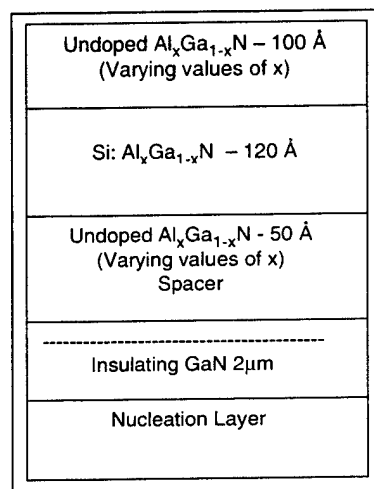 Undoped AlxGa1-xN – 100 Å
(Varying values of x)
Si: AlxGa1-xN – 120 Å
Undoped AlxGa1-xN - 50 Å
(Varying values of x)
Spacer
Insulating GaN 2μm
Nucleation Layer